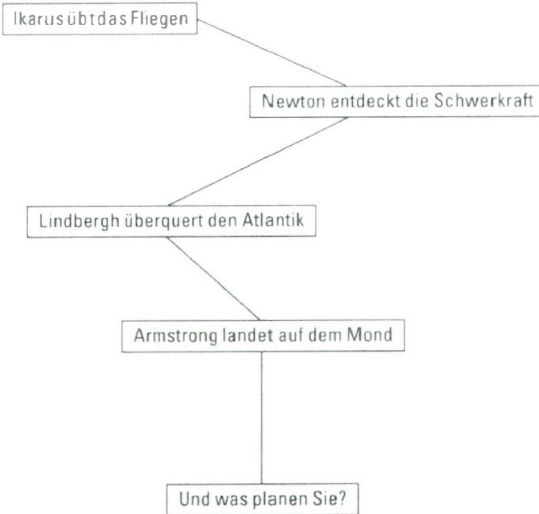 Ikarus übt das Fliegen
Newton entdeckt die Schwerkraft
Lindbergh überquert den Atlantik
Armstrong landet auf dem Mond
Und was planen Sie?